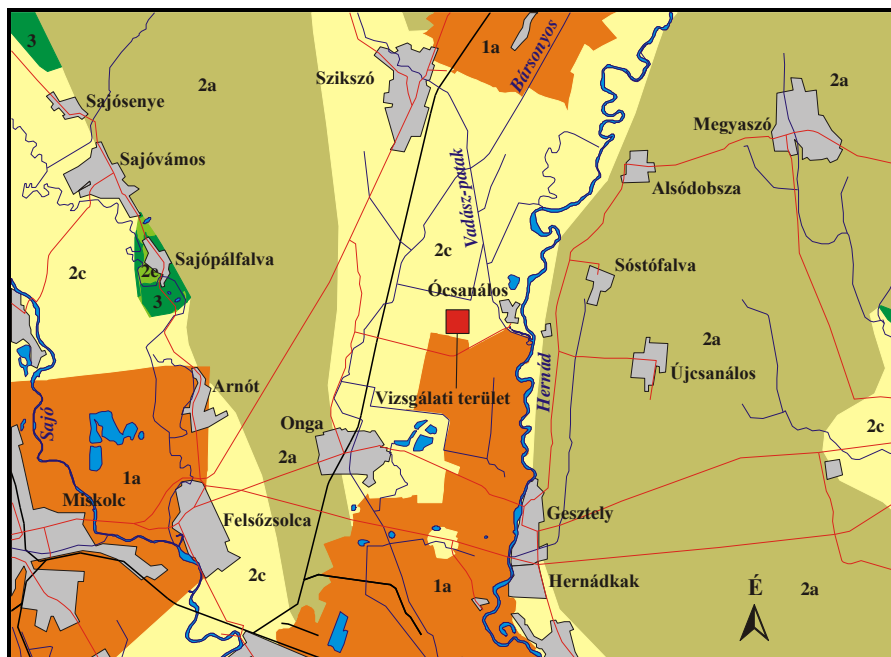 3
1a
2a
2a
Szikszó
Bársonyos
Sajósenye
Megyaszó
Sajóvámos
Vadász-patak
Alsódobsza
2c
2c
Sajópálfalva
2c
3
Sóstófalva
Ócsanálos
Hernád
2a
Újcsanálos
Arnót
Vizsgálati terület
Sajó
Onga
2c
2a
1a
Miskolc
Felsőzsolca
Gesztely
2c
1a
Hernádkak
É
2a